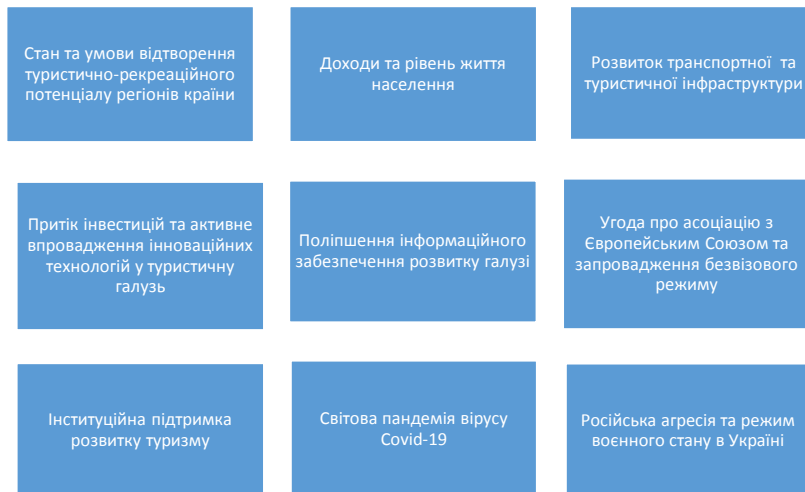 Стан та умови відтворення
туристично-рекреаційного
потенціалу регіонів країни
Доходи та рівень життя
населення
Розвиток транспортної та
туристичної інфраструктури
Притік інвестицій та активне
впровадження інноваційних
технологій у туристичну
галузь
Поліпшення інформаційного
забезпечення розвитку галузі
Угода про асоціацію з
Європейським Союзом та
запровадження безвізового
режиму
Інституційна підтримка
розвитку туризму
Світова пандемія вірусу
Covid-19
Російська агресія та режим
воєнного стану в Україні